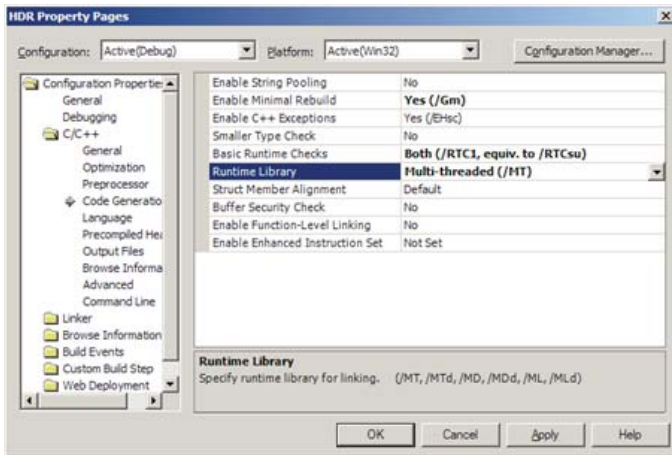 HDR Property Pages
Configuration: Active(Debug) Platform: Active(Win32) Configuration Manager...
Configuration Propertie
General
Debugging
C/C++
General
Optimization
Preprocessor
Code Generatio
Language
Precompiled Hea
Output Files
Browse Informa
Advanced
Command Line
Linker
Browse Information
Build Events
Custom Build Step
Web Deployment
Enable String Pooling No
Enable Minimal Rebuild Yes (/Gm)
Enable C++ Exceptions Yes (/EHsc)
Smaller Type Check No
Basic Runtime Checks Both (/RTC1, equiv. to /RTCsu)
Runtime Library Multi-threaded (/MT)
Struct Member Alignment Default
Buffer Security Check No
Enable Function-Level Linking No
Enable Enhanced Instruction Set Not Set
Runtime Library
Specify runtime library for linking. (/MT, /MTd, /MD, /MDd, /ML, /MLd)
OK Cancel Apply Help